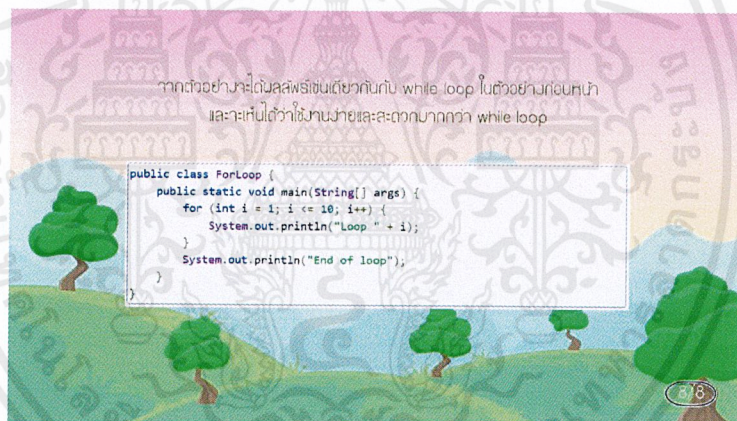 จากตัวอย่างจะได้ผลลัพธ์เช่นเดียวกันกับ while loop ในตัวอย่างก่อนหน้า
และจะเห็นได้ว่าใช้งานง่ายและสะดวกมากกว่า while loop
public class ForLoop {
    public static void main(String[] args) {
        for (int i = 1; i <= 10; i++) {
            System.out.println("Loop " + i);
        }
        System.out.println("End of loop");
    }
}
8/8